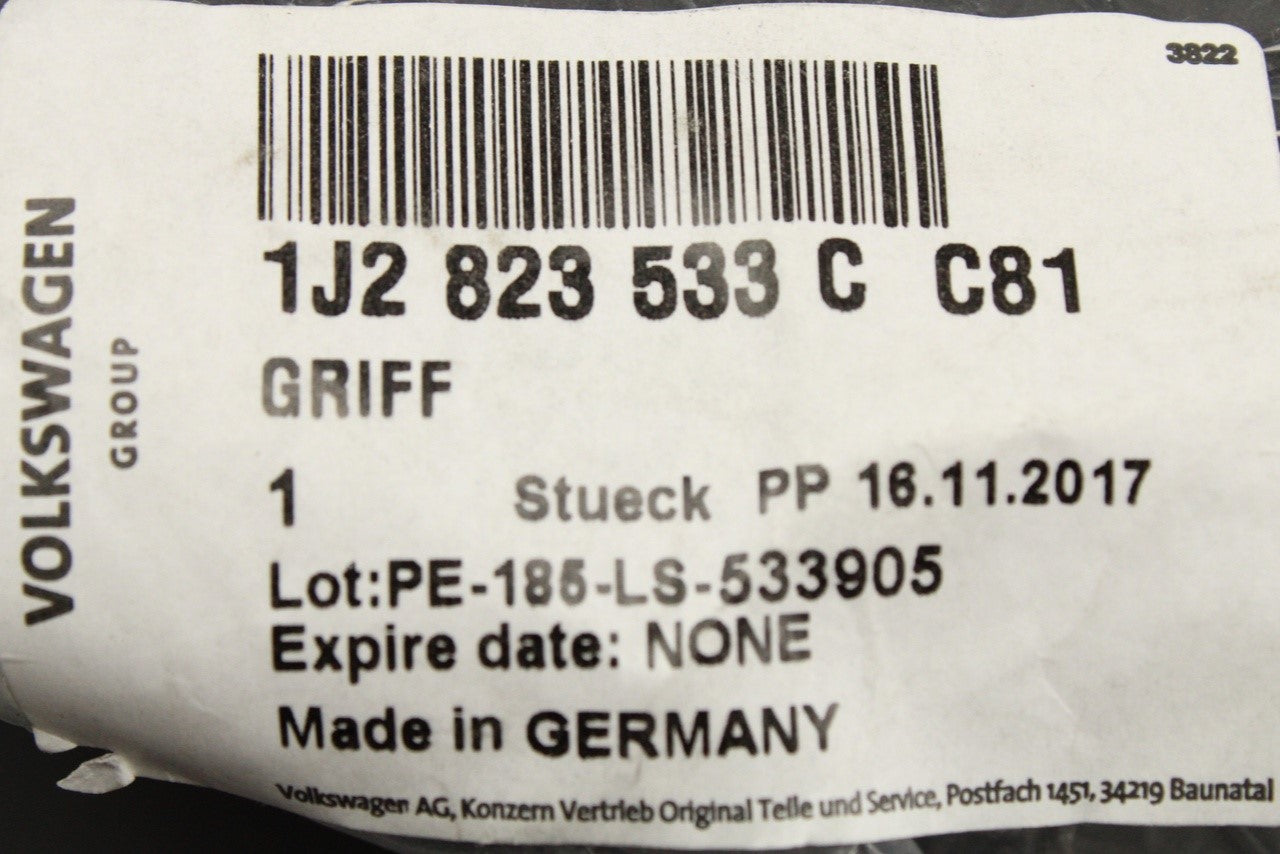 3822
VOLKSWAGEN
GROUP
1J2 823 533 C C81
GRIFF
1 Stueck PP 16.11.2017
Lot:PE-185-LS-533905
Expire date: NONE
Made in GERMANY
Volkswagen AG, Konzern Vertrieb Original Teile und Service, Postfach 1451, 34219 Baunatal